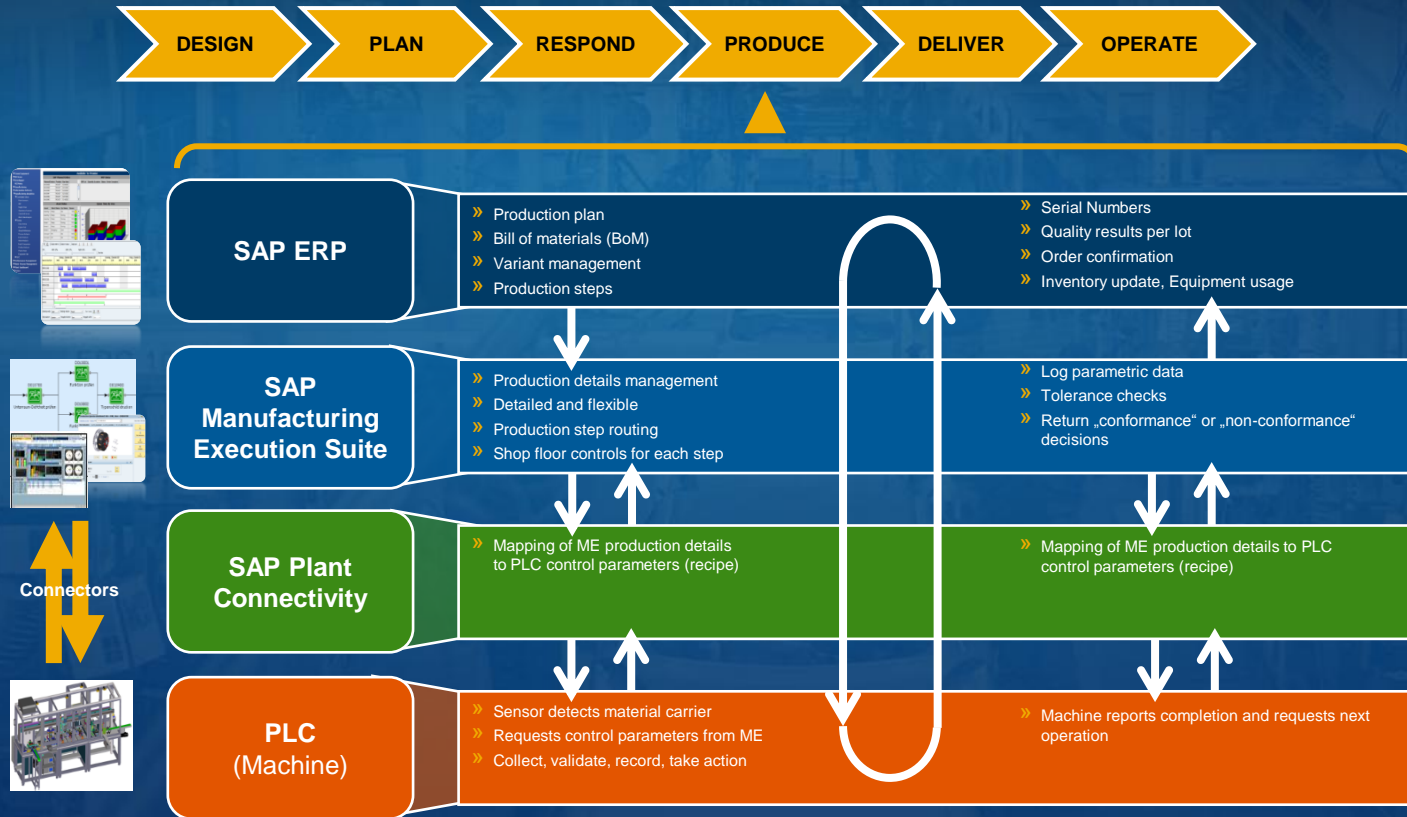 DESIGN
PLAN
RESPOND
PRODUCE
DELIVER
OPERATE
SAP ERP
» Production plan
» Bill of materials (BoM)
» Variant management
» Production steps
» Serial Numbers
» Quality results per lot
» Order confirmation
» Inventory update, Equipment usage
SAP
Manufacturing
Execution Suite
» Production details management
» Detailed and flexible
» Production step routing
» Shop floor controls for each step
» Log parametric data
» Tolerance checks
» Return „conformance“ or „non-conformance“
decisions
Connectors
SAP Plant
Connectivity
» Mapping of ME production details
to PLC control parameters (recipe)
» Mapping of ME production details to PLC
control parameters (recipe)
PLC
(Machine)
» Sensor detects material carrier
» Requests control parameters from ME
» Collect, validate, record, take action
» Machine reports completion and requests next
operation